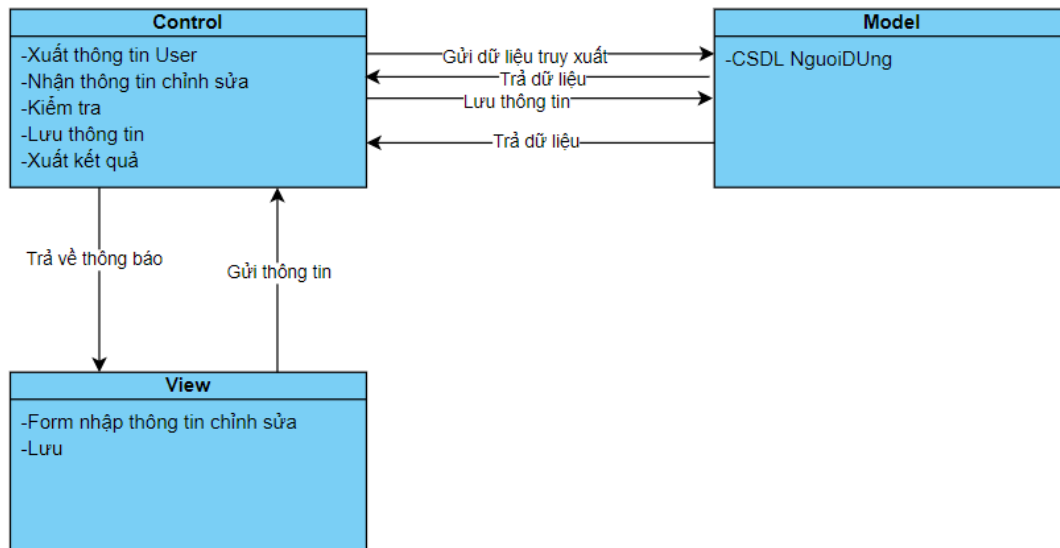 Control
-Xuất thông tin User
-Nhận thông tin chỉnh sửa
-Kiểm tra
-Lưu thông tin
-Xuất kết quả
Gửi dữ liệu truy xuất
Trả dữ liệu
Lưu thông tin
Trả dữ liệu
Model
-CSDL NguoiDUng
Trả về thông báo
Gửi thông tin
View
-Form nhập thông tin chỉnh sửa
-Lưu